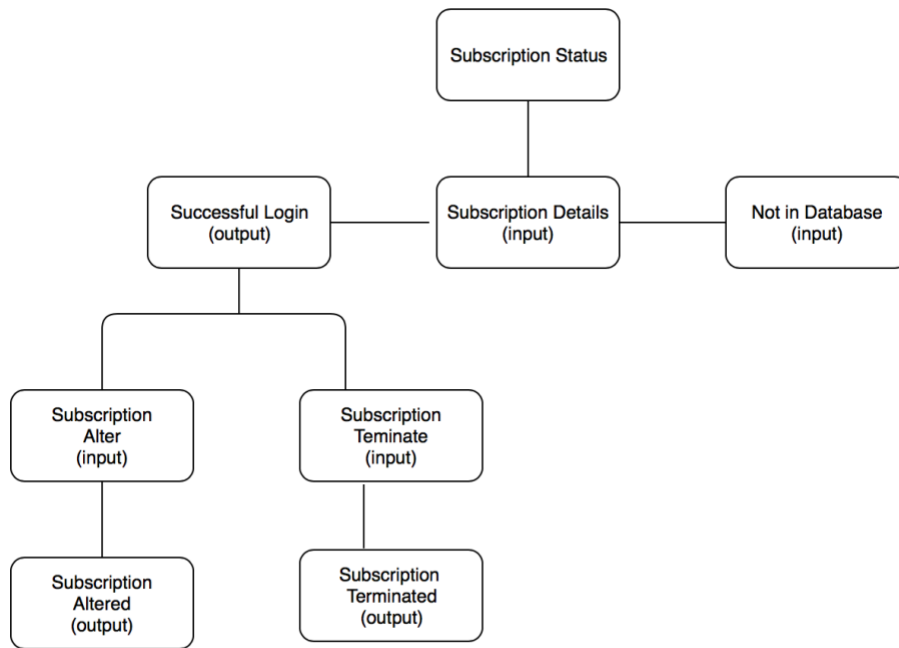 Subscription Status
Successful Login
(output)
Subscription Details
(input)
Not in Database
(input)
Subscription
Alter
(input)
Subscription
Teminate
(input)
Subscription
Altered
(output)
Subscription
Terminated
(output)